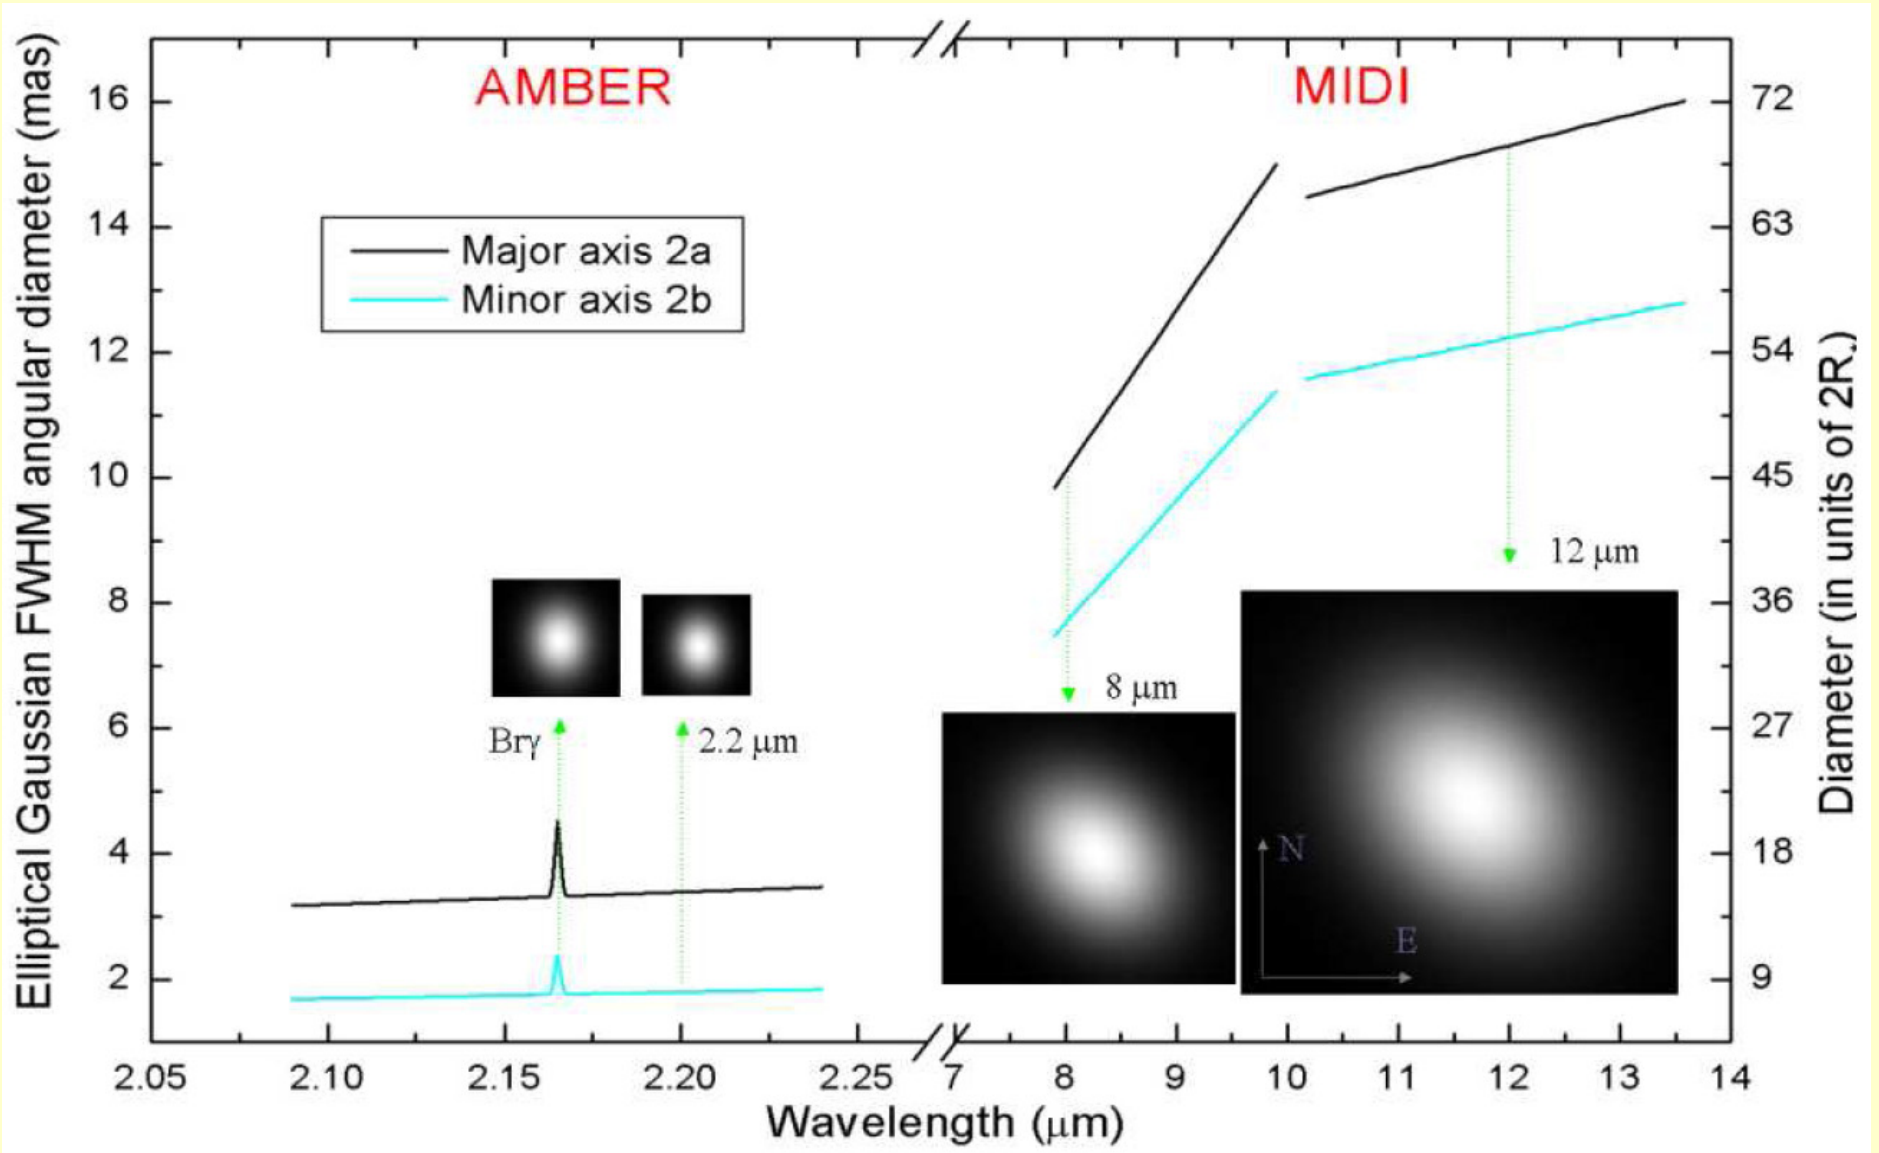 AMBER
MIDI
Elliptical Gaussian FWHM angular diameter (mas)
16
14
12
10
8
6
4
2
Major axis 2a
Minor axis 2b
Brγ
2.2 μm
8 μm
12 μm
N
E
72
63
54
45
36
27
18
9
Diameter (in units of 2R*)
2.05 2.10 2.15 2.20 2.25 7 8 9 10 11 12 13 14
Wavelength (μm)